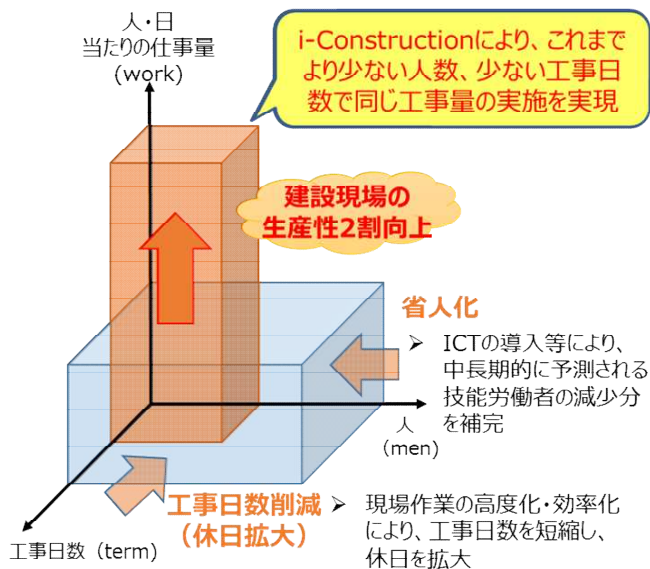 人・日
当たりの仕事量
(work)
i-Constructionにより、これまで
より少ない人数、少ない工事日
数で同じ工事量の実施を実現
建設現場の
生産性2割向上
省人化
➢ ICTの導入等により、
中長期的に予測される
技能労働者の減少分
を補完
人
(men)
工事日数削減
（休日拡大）
➢ 現場作業の高度化・効率化
により、工事日数を短縮し、
休日を拡大
工事日数（term）